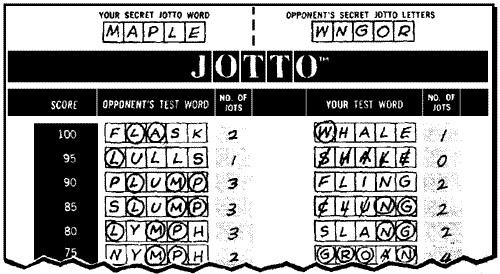 YOUR SECRET JOTTO WORD OPPONENT'S SECRET JOTTO LETTERS
MAPLE WNGOR
JOTTO™
SCORE OPPONENT'S TEST WORD NO. OF JOTS YOUR TEST WORD NO. OF JOTS
100 FLASK 2 WHALE 1
95 LULLS 1 SHALE 0
90 PLUMP 3 FLING 2
85 SLUMP 3 CLUNG 2
80 LYMPH 3 SLANG 2
75 NYMPH 2 GROAN 4